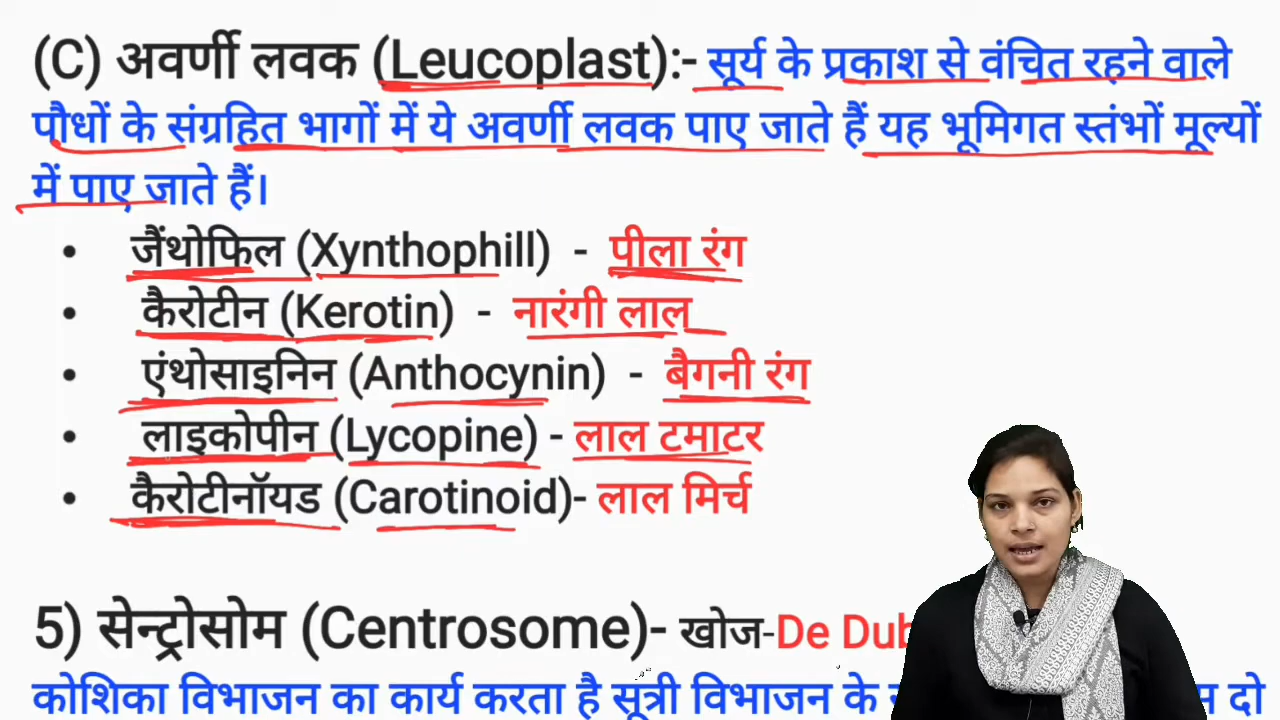 (C) अवर्णी लवक (Leucoplast):- सूर्य के प्रकाश से वंचित रहने वाले
पौधों के संग्रहित भागों में ये अवर्णी लवक पाए जाते हैं यह भूमिगत स्तंभों मूल्यों
में पाए जाते हैं।
• जैंथोफिल (Xynthophill) - पीला रंग
• कैरोटीन (Kerotin) - नारंगी लाल
• एंथोसाइनिन (Anthocynin) - बैगनी रंग
• लाइकोपीन (Lycopine) - लाल टमाटर
• कैरोटीनॉयड (Carotinoid)- लाल मिर्च
5) सेन्ट्रोसोम (Centrosome)- खोज-De
कोशिका विभाजन का कार्य करता है सूत्री विभाजन के दो